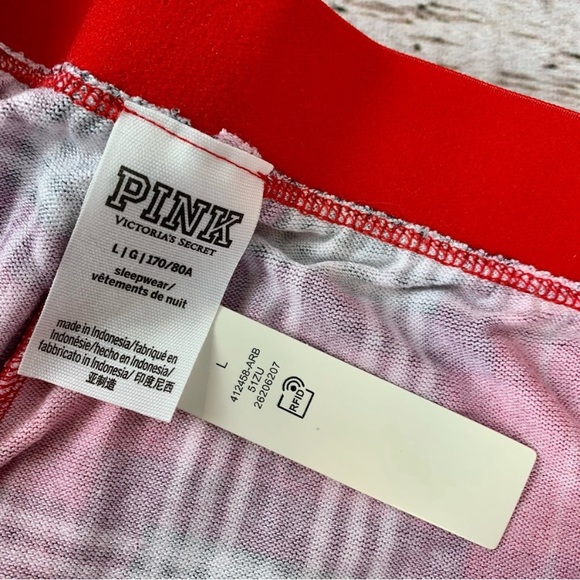 PINK
VICTORIA'S SECRET
L | G | 170/80A
sleepwear/
vêtements de nuit
made in Indonesia/fabriqué en
Indonésie/hecho en Indonesia/
fabbricato in Indonesia/ 印度尼西
亚制造
L
412458-ARB
51ZU
26206207
RFID